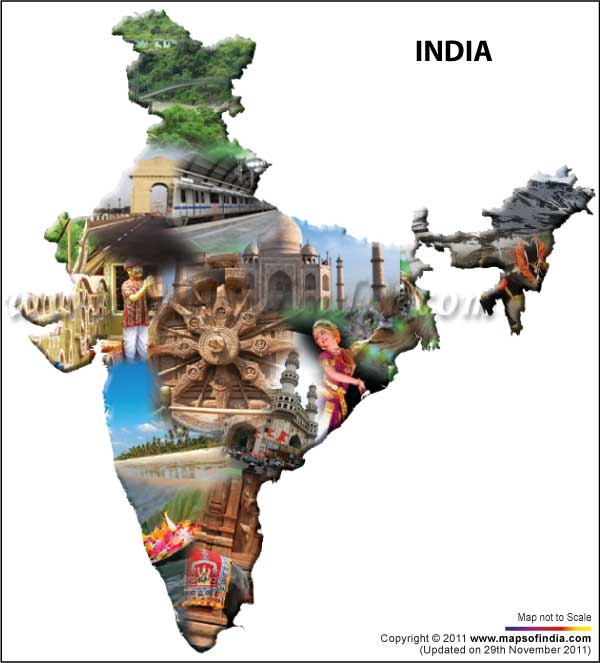 INDIA
Map not to Scale
Copyright © 2011 www.mapsofindia.com
(Updated on 29th November 2011)